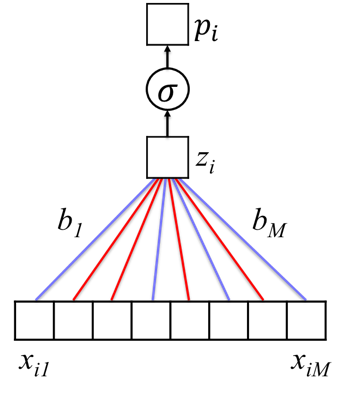 p_i
σ
z_i
b_1 b_M
x_i1 x_iM